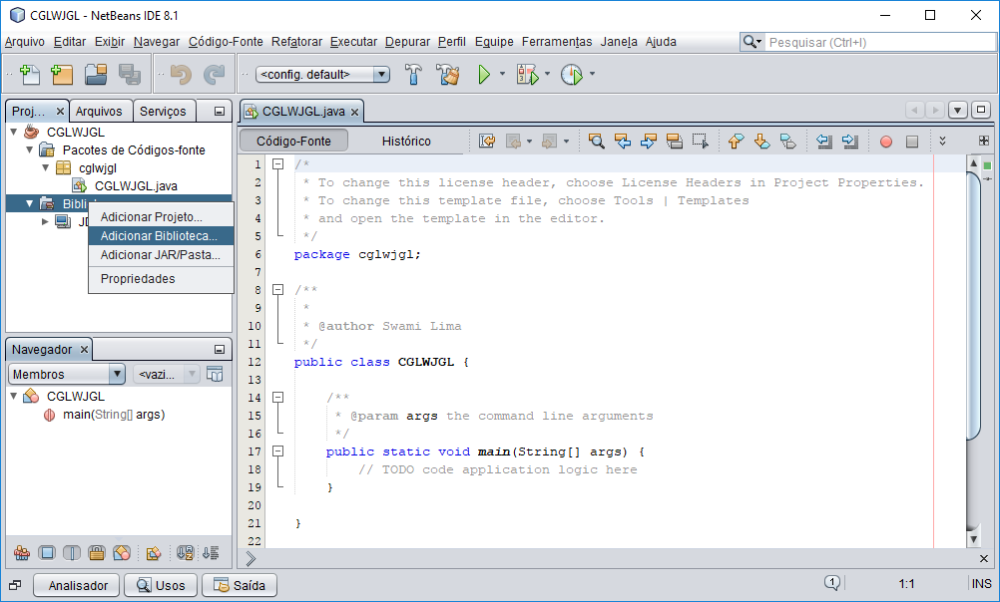 CGLWJGL - NetBeans IDE 8.1
Arquivo Editar Exibir Navegar Código-Fonte Refatorar Executar Depurar Perfil Equipe Ferramentas Janela Ajuda
Pesquisar (Ctrl+I)
<config. default>
Proj... × Arquivos Serviços
CGLWJGL
Pacotes de Códigos-fonte
cglwjgl
CGLWJGL.java
Adicionar Projeto...
Adicionar Biblioteca...
Adicionar JAR/Pasta...
Propriedades
Navegador ×
Membros <vazi...
CGLWJGL
main(String[] args)
CGLWJGL.java ×
Código-Fonte Histórico
1 /*
2 * To change this license header, choose License Headers in Project Properties.
3 * To change this template file, choose Tools | Templates
4 * and open the template in the editor.
5 */
6 package cglwjgl;
7
8 /**
9 *
10 * @author Swami Lima
11 */
12 public class CGLWJGL {
13
14 /**
15 * @param args the command line arguments
16 */
17 public static void main(String[] args) {
18 // TODO code application logic here
19 }
20
21 }
22
Analisador Usos Saída
1 1:1 INS